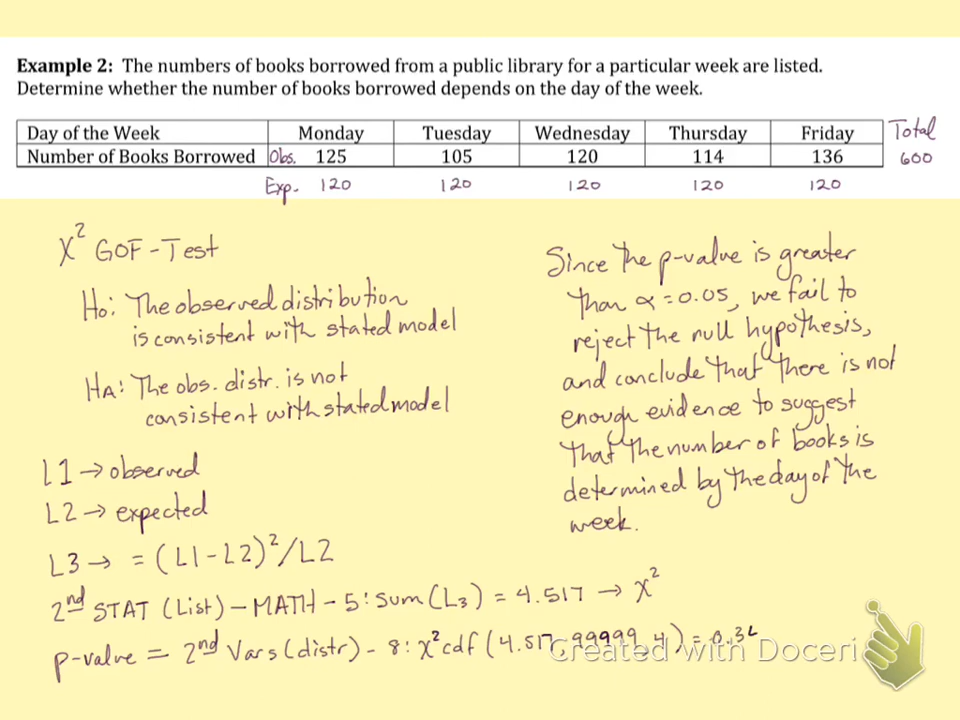 Example 2: The numbers of books borrowed from a public library for a particular week are listed.
Determine whether the number of books borrowed depends on the day of the week.
Day of the Week Monday Tuesday Wednesday Thursday Friday Total
Number of Books Borrowed Obs. 125 105 120 114 136 600
Exp. 120 120 120 120 120
X² GOF-Test
Ho: The observed distribution
is consistent with stated model
HA: The obs. distr. is not
consistent with stated model
L1 → observed
L2 → expected
L3 → = (L1-L2)²/L2
2nd STAT (List) - MATH - 5: Sum(L3) = 4.517 → X²
p-value = 2nd Vars (distr) - 8: X²cdf (4.517, 99999, 4) = 0.34
Since the p-value is greater
than α = 0.05, we fail to
reject the null hypothesis,
and conclude that there is not
enough evidence to suggest
that the number of books is
determined by the day of the
week.
Created with Doceri